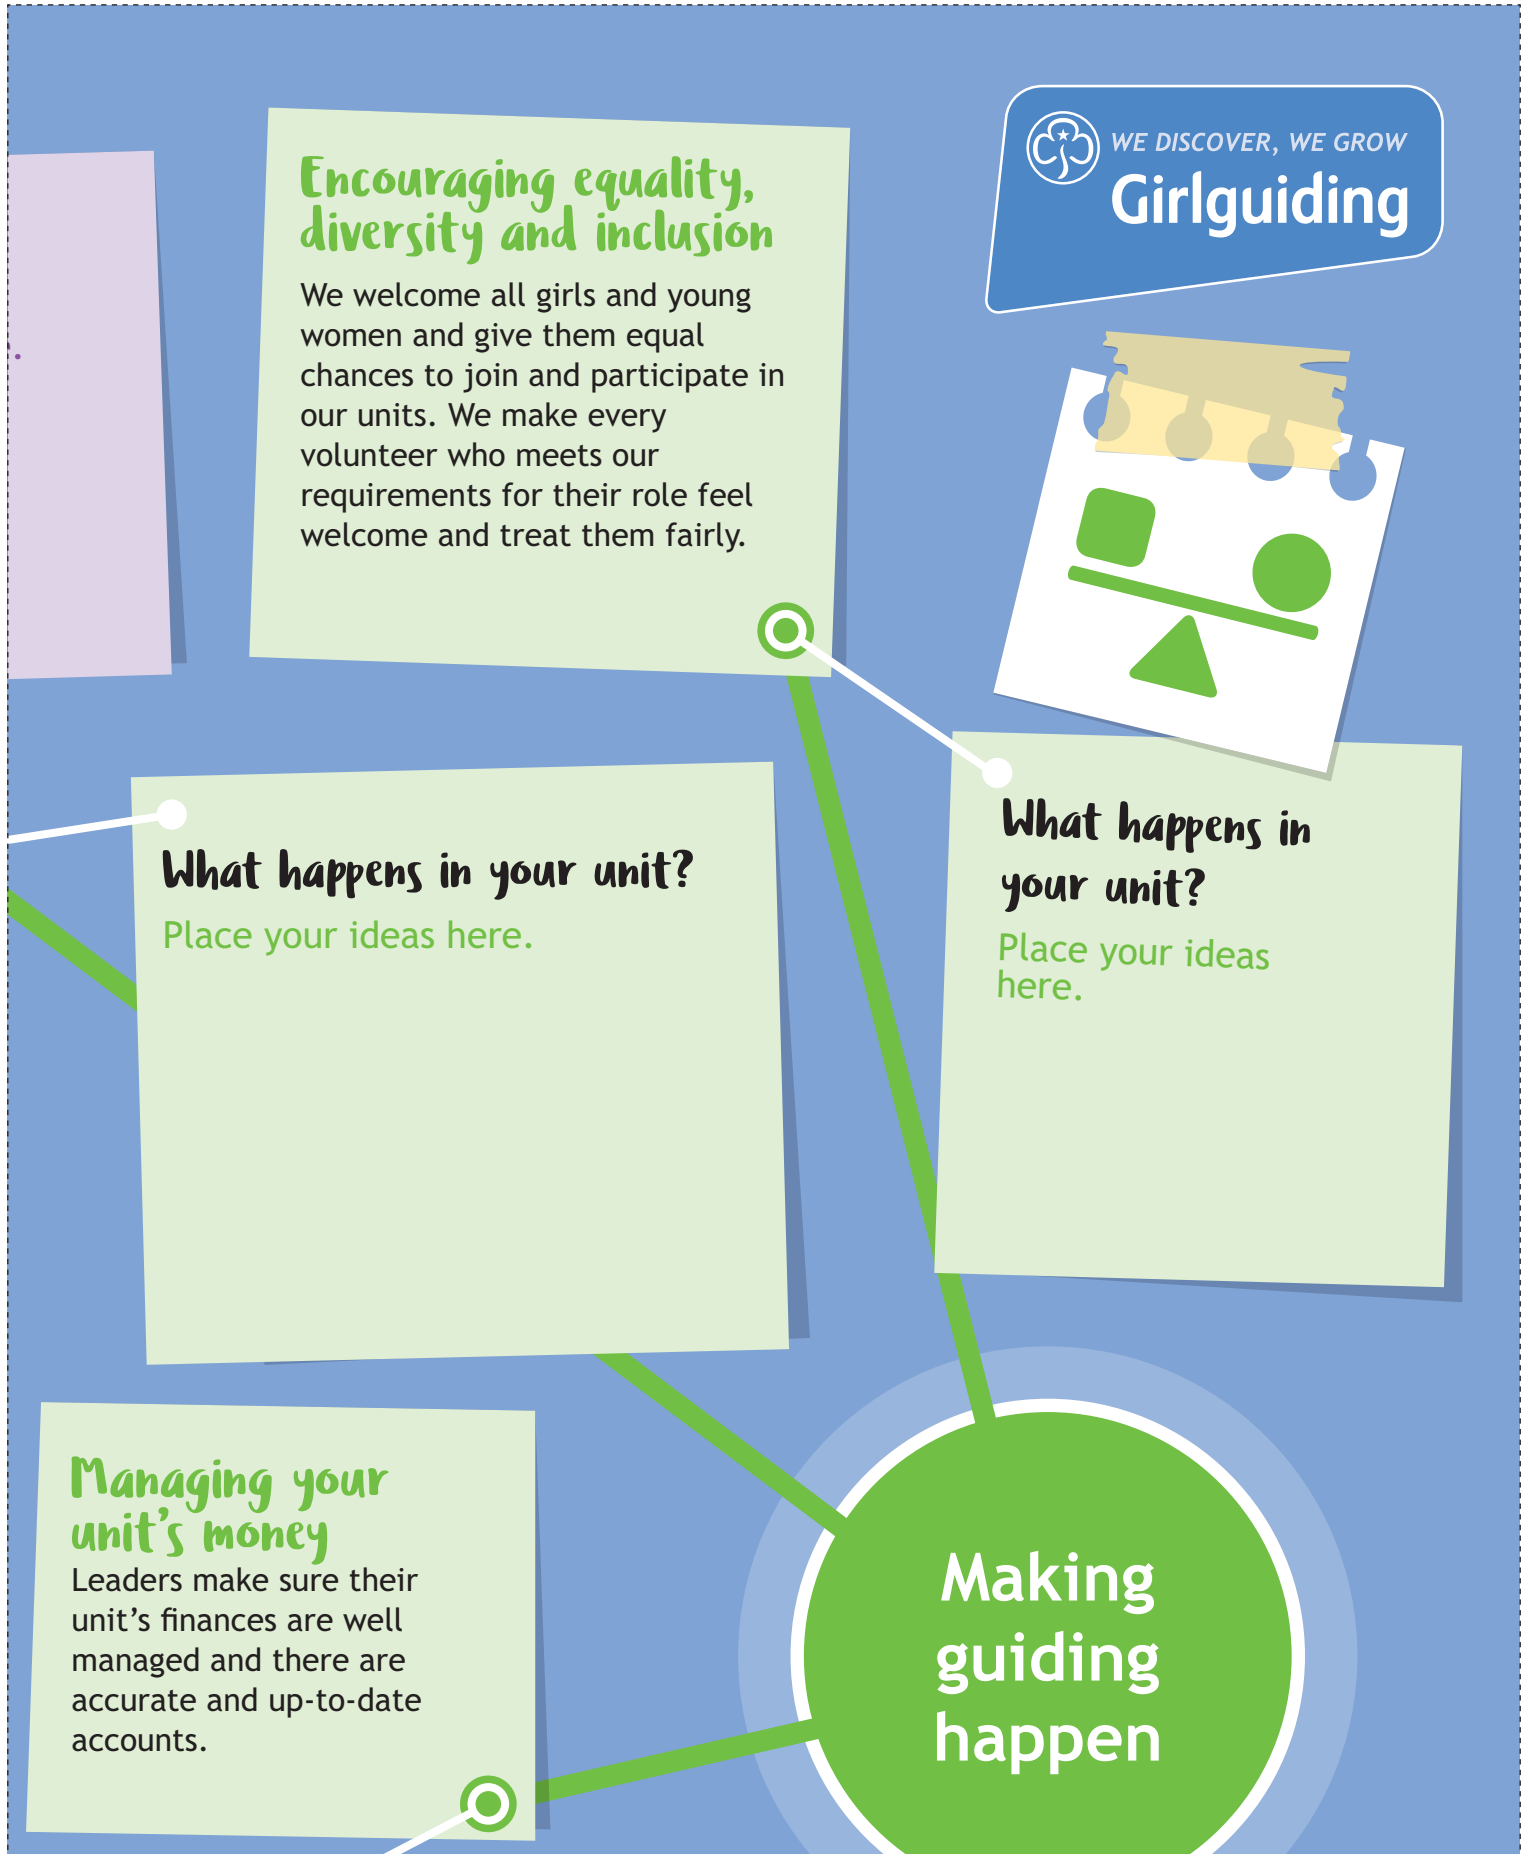 Encouraging equality,
diversity and inclusion
We welcome all girls and young
women and give them equal
chances to join and participate in
our units. We make every
volunteer who meets our
requirements for their role feel
welcome and treat them fairly.
WE DISCOVER, WE GROW
Girlguiding
What happens in your unit?
Place your ideas here.
What happens in
your unit?
Place your ideas
here.
Managing your
unit’s money
Leaders make sure their
unit’s finances are well
managed and there are
accurate and up-to-date
accounts.
Making
guiding
happen